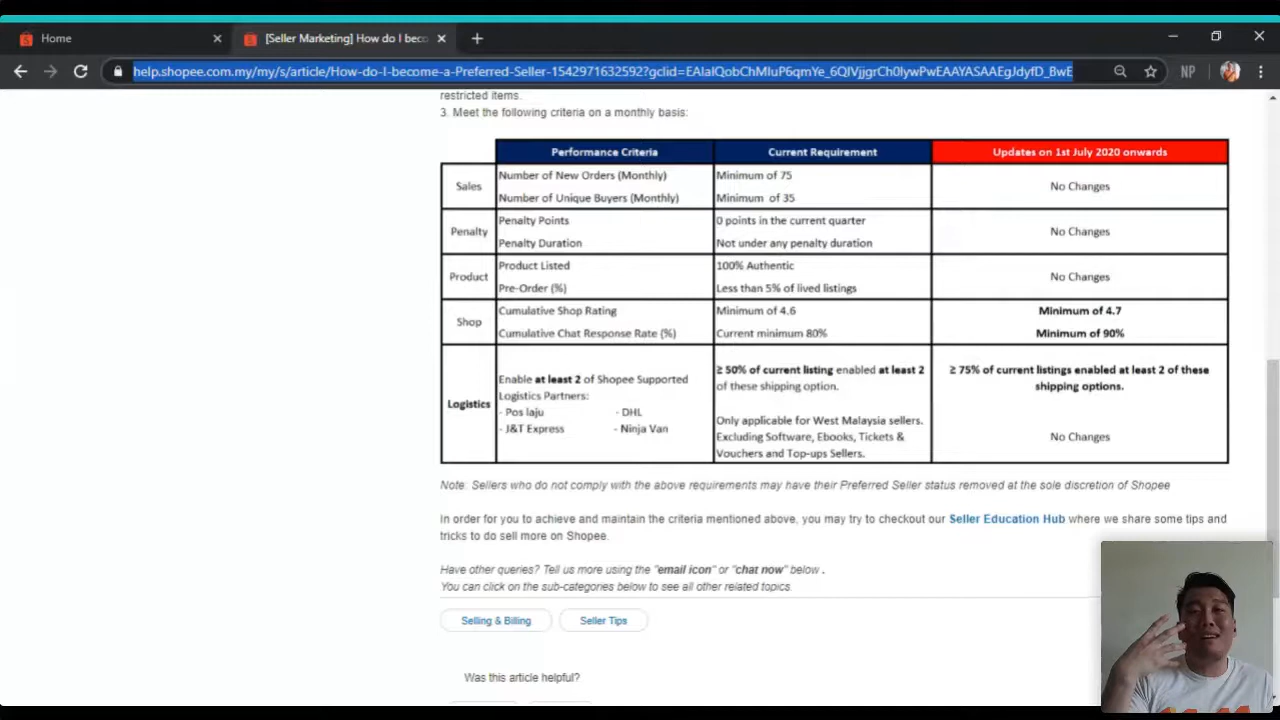 Home
[Seller Marketing] How do I beco
help.shopee.com.my/my/s/article/How-do-I-become-a-Preferred-Seller-1542971632592?gclid=EAIaIQobChMIuP6qmYe_6QIVjjgrCh0lywPwEAAYASAAEgJdyfD_BwE
NP
restricted items.
3. Meet the following criteria on a monthly basis:
Performance Criteria
Current Requirement
Updates on 1st July 2020 onwards
Sales
Number of New Orders (Monthly)
Minimum of 75
No Changes
Number of Unique Buyers (Monthly)
Minimum of 35
Penalty
Penalty Points
0 points in the current quarter
No Changes
Penalty Duration
Not under any penalty duration
Product
Product Listed
100% Authentic
No Changes
Pre-Order (%)
Less than 5% of lived listings
Shop
Cumulative Shop Rating
Minimum of 4.6
Minimum of 4.7
Cumulative Chat Response Rate (%)
Current minimum 80%
Minimum of 90%
Logistics
Enable at least 2 of Shopee Supported
Logistics Partners:
- Pos laju - DHL
- J&T Express - Ninja Van
≥ 50% of current listing enabled at least 2
of these shipping option.
Only applicable for West Malaysia sellers.
Excluding Software, Ebooks, Tickets &
Vouchers and Top-ups Sellers.
≥ 75% of current listings enabled at least 2 of these
shipping options.
No Changes
Note: Sellers who do not comply with the above requirements may have their Preferred Seller status removed at the sole discretion of Shopee
In order for you to achieve and maintain the criteria mentioned above, you may try to checkout our Seller Education Hub where we share some tips and
tricks to do sell more on Shopee.
Have other queries? Tell us more using the "email icon" or "chat now" below .
You can click on the sub-categories below to see all other related topics.
Selling & Billing
Seller Tips
Was this article helpful?